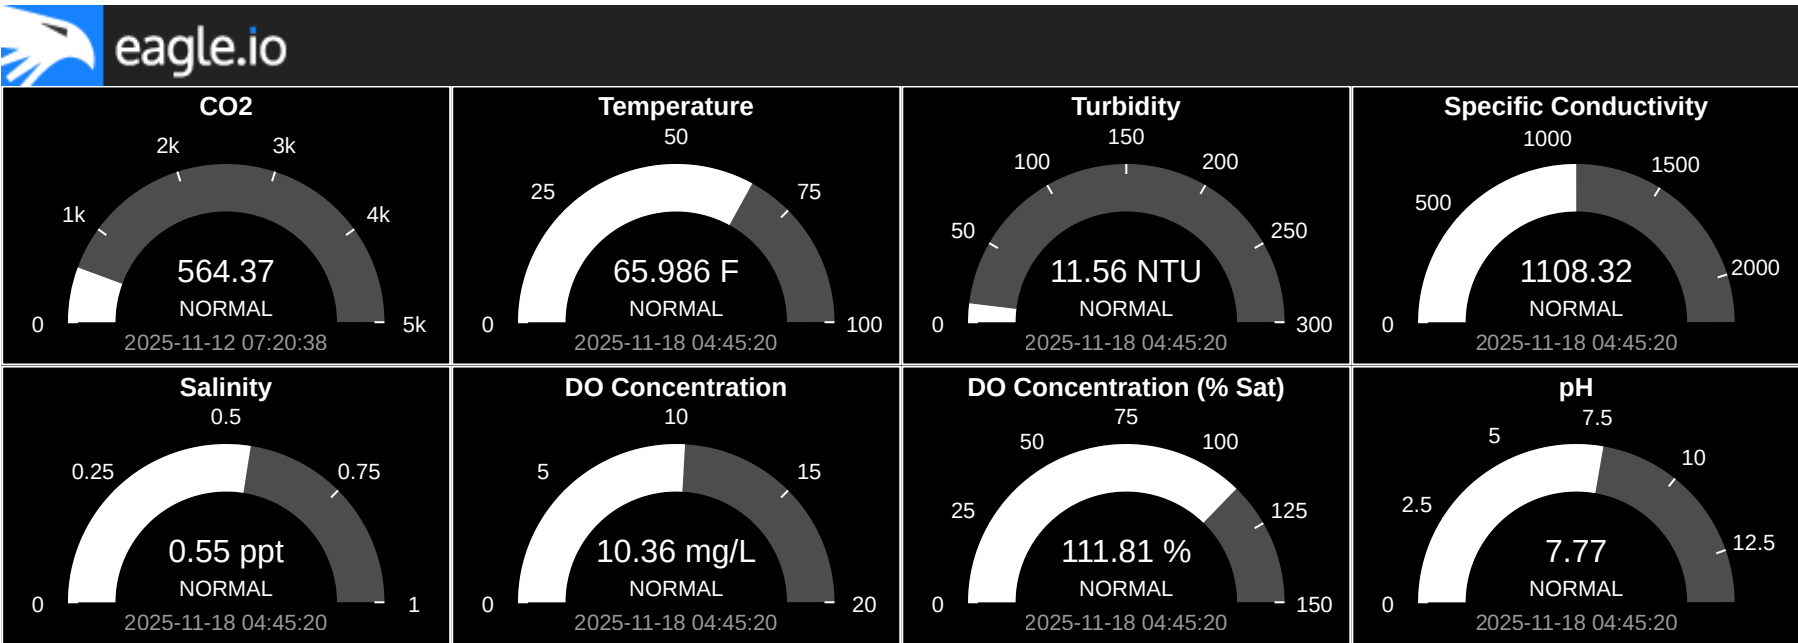 eagle.io
CO2
2k
3k
1k
4k
564.37
NORMAL
0
5k
2025-11-12 07:20:38
Temperature
50
25
75
65.986 F
NORMAL
0
100
2025-11-18 04:45:20
Turbidity
150
100
200
50
250
11.56 NTU
NORMAL
0
300
2025-11-18 04:45:20
Specific Conductivity
1000
1500
500
2000
1108.32
NORMAL
0
2025-11-18 04:45:20
Salinity
0.5
0.25
0.75
0.55 ppt
NORMAL
0
1
2025-11-18 04:45:20
DO Concentration
10
5
15
10.36 mg/L
NORMAL
0
20
2025-11-18 04:45:20
DO Concentration (% Sat)
75
50
100
25
125
111.81 %
NORMAL
0
150
2025-11-18 04:45:20
pH
7.5
5
10
2.5
12.5
7.77
NORMAL
0
2025-11-18 04:45:20